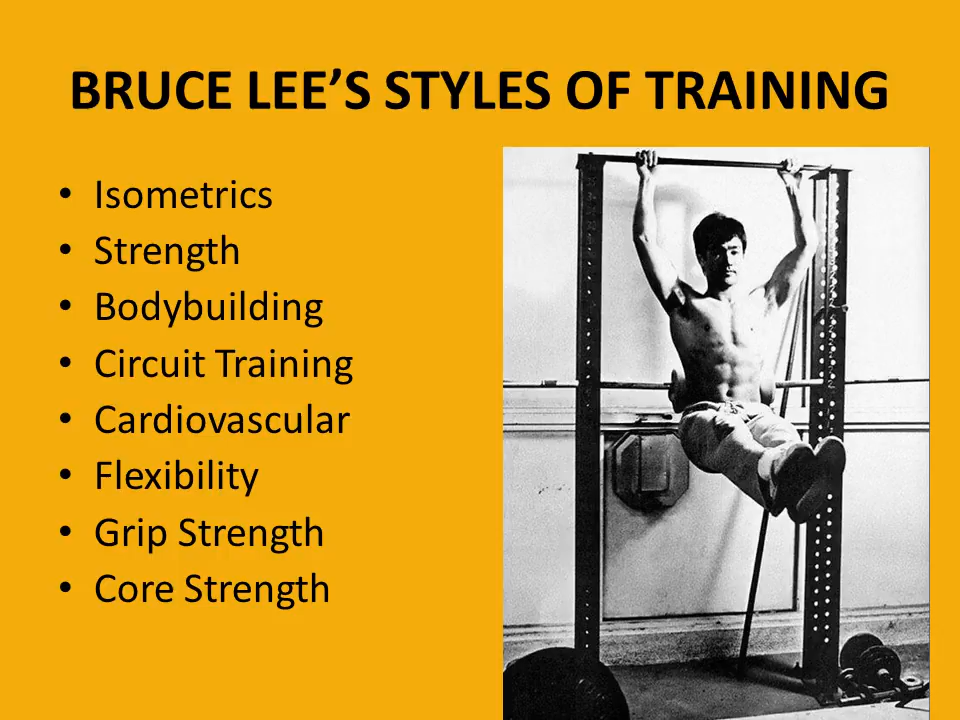 BRUCE LEE’S STYLES OF TRAINING
• Isometrics
• Strength
• Bodybuilding
• Circuit Training
• Cardiovascular
• Flexibility
• Grip Strength
• Core Strength